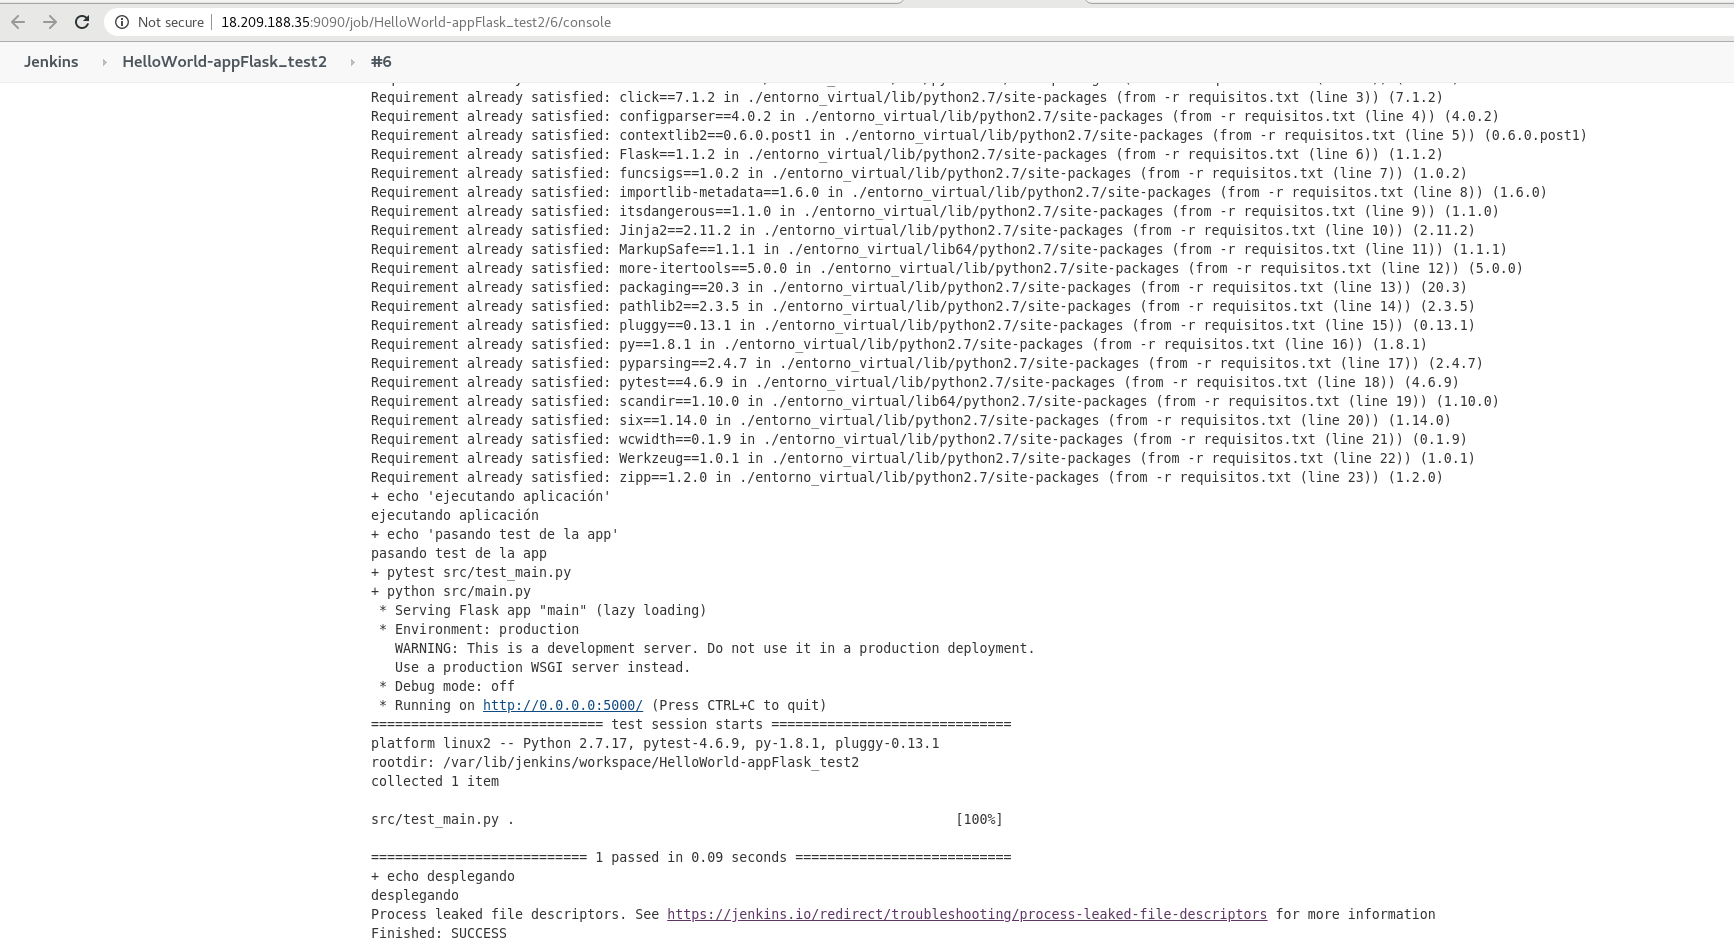 Not secure | 18.209.188.35:9090/job/HelloWorld-appFlask_test2/6/console
Jenkins › HelloWorld-appFlask_test2 › #6
Requirement already satisfied: click==7.1.2 in ./entorno_virtual/lib/python2.7/site-packages (from -r requisitos.txt (line 3)) (7.1.2)
Requirement already satisfied: configparser==4.0.2 in ./entorno_virtual/lib/python2.7/site-packages (from -r requisitos.txt (line 4)) (4.0.2)
Requirement already satisfied: contextlib2==0.6.0.post1 in ./entorno_virtual/lib/python2.7/site-packages (from -r requisitos.txt (line 5)) (0.6.0.post1)
Requirement already satisfied: Flask==1.1.2 in ./entorno_virtual/lib/python2.7/site-packages (from -r requisitos.txt (line 6)) (1.1.2)
Requirement already satisfied: funcsigs==1.0.2 in ./entorno_virtual/lib/python2.7/site-packages (from -r requisitos.txt (line 7)) (1.0.2)
Requirement already satisfied: importlib-metadata==1.6.0 in ./entorno_virtual/lib/python2.7/site-packages (from -r requisitos.txt (line 8)) (1.6.0)
Requirement already satisfied: itsdangerous==1.1.0 in ./entorno_virtual/lib/python2.7/site-packages (from -r requisitos.txt (line 9)) (1.1.0)
Requirement already satisfied: Jinja2==2.11.2 in ./entorno_virtual/lib/python2.7/site-packages (from -r requisitos.txt (line 10)) (2.11.2)
Requirement already satisfied: MarkupSafe==1.1.1 in ./entorno_virtual/lib64/python2.7/site-packages (from -r requisitos.txt (line 11)) (1.1.1)
Requirement already satisfied: more-itertools==5.0.0 in ./entorno_virtual/lib/python2.7/site-packages (from -r requisitos.txt (line 12)) (5.0.0)
Requirement already satisfied: packaging==20.3 in ./entorno_virtual/lib/python2.7/site-packages (from -r requisitos.txt (line 13)) (20.3)
Requirement already satisfied: pathlib2==2.3.5 in ./entorno_virtual/lib/python2.7/site-packages (from -r requisitos.txt (line 14)) (2.3.5)
Requirement already satisfied: pluggy==0.13.1 in ./entorno_virtual/lib/python2.7/site-packages (from -r requisitos.txt (line 15)) (0.13.1)
Requirement already satisfied: py==1.8.1 in ./entorno_virtual/lib/python2.7/site-packages (from -r requisitos.txt (line 16)) (1.8.1)
Requirement already satisfied: pyparsing==2.4.7 in ./entorno_virtual/lib/python2.7/site-packages (from -r requisitos.txt (line 17)) (2.4.7)
Requirement already satisfied: pytest==4.6.9 in ./entorno_virtual/lib/python2.7/site-packages (from -r requisitos.txt (line 18)) (4.6.9)
Requirement already satisfied: scandir==1.10.0 in ./entorno_virtual/lib64/python2.7/site-packages (from -r requisitos.txt (line 19)) (1.10.0)
Requirement already satisfied: six==1.14.0 in ./entorno_virtual/lib/python2.7/site-packages (from -r requisitos.txt (line 20)) (1.14.0)
Requirement already satisfied: wcwidth==0.1.9 in ./entorno_virtual/lib/python2.7/site-packages (from -r requisitos.txt (line 21)) (0.1.9)
Requirement already satisfied: Werkzeug==1.0.1 in ./entorno_virtual/lib/python2.7/site-packages (from -r requisitos.txt (line 22)) (1.0.1)
Requirement already satisfied: zipp==1.2.0 in ./entorno_virtual/lib/python2.7/site-packages (from -r requisitos.txt (line 23)) (1.2.0)
+ echo 'ejecutando aplicación'
ejecutando aplicación
+ echo 'pasando test de la app'
pasando test de la app
+ pytest src/test_main.py
+ python src/main.py
 * Serving Flask app "main" (lazy loading)
 * Environment: production
   WARNING: This is a development server. Do not use it in a production deployment.
   Use a production WSGI server instead.
 * Debug mode: off
 * Running on http://0.0.0.0:5000/ (Press CTRL+C to quit)
============================= test session starts ==============================
platform linux2 -- Python 2.7.17, pytest-4.6.9, py-1.8.1, pluggy-0.13.1
rootdir: /var/lib/jenkins/workspace/HelloWorld-appFlask_test2
collected 1 item
src/test_main.py . [100%]
=========================== 1 passed in 0.09 seconds ===========================
+ echo desplegando
desplegando
Process leaked file descriptors. See https://jenkins.io/redirect/troubleshooting/process-leaked-file-descriptors for more information
Finished: SUCCESS